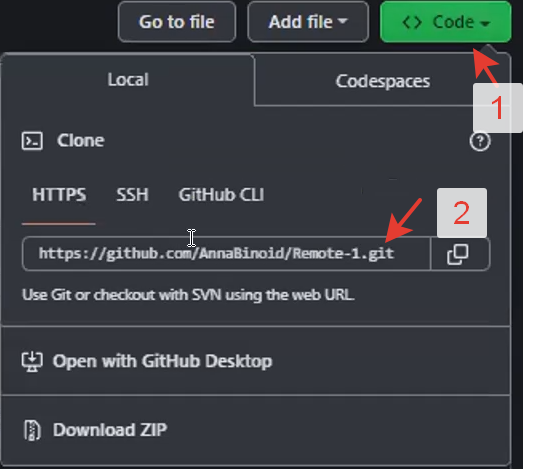 Go to file
Add file
<> Code
1
Local
Codespaces
Clone
?
HTTPS
SSH
GitHub CLI
2
https://github.com/AnnaBinoid/Remote-1.git
Use Git or checkout with SVN using the web URL.
Open with GitHub Desktop
Download ZIP